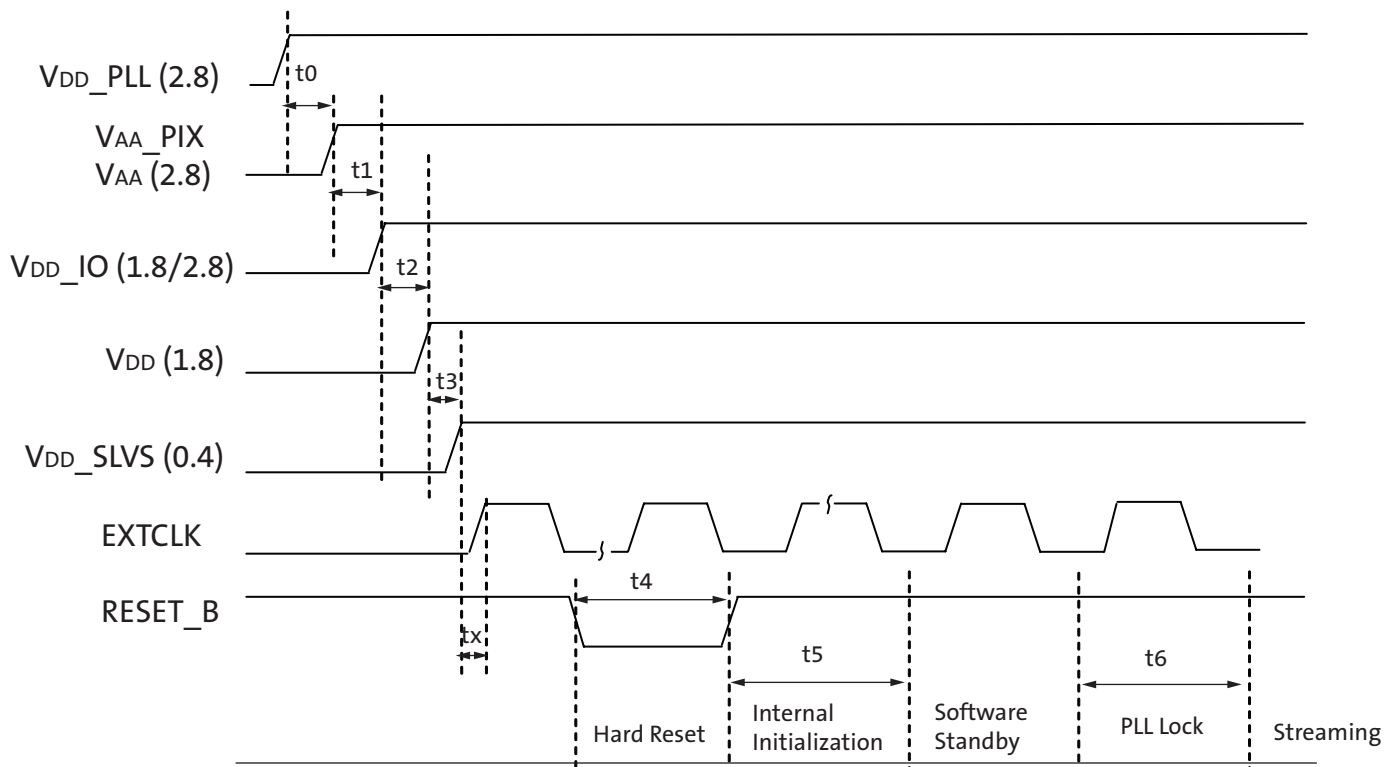 VDD_PLL (2.8)
t0
VAA_PIX
VAA (2.8)
t1
VDD_IO (1.8/2.8)
t2
VDD (1.8)
t3
VDD_SLVS (0.4)
EXTCLK
RESET_B
t4
tx
t5
t6
Hard Reset
Internal
Initialization
Software
Standby
PLL Lock
Streaming